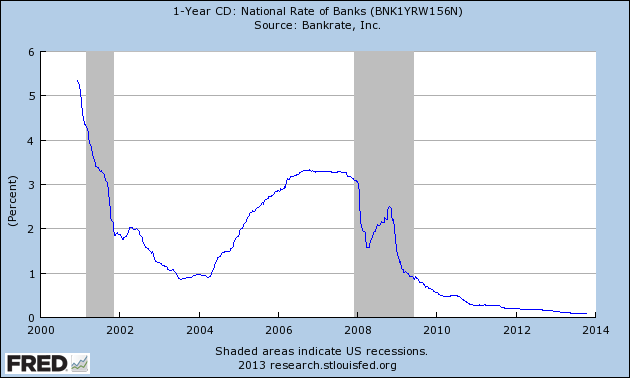 1-Year CD: National Rate of Banks (BNK1YRW156N)
Source: Bankrate, Inc.
6
5
4
3
2
1
0
(Percent)
2000 2002 2004 2006 2008 2010 2012 2014
Shaded areas indicate US recessions.
2013 research.stlouisfed.org
FRED